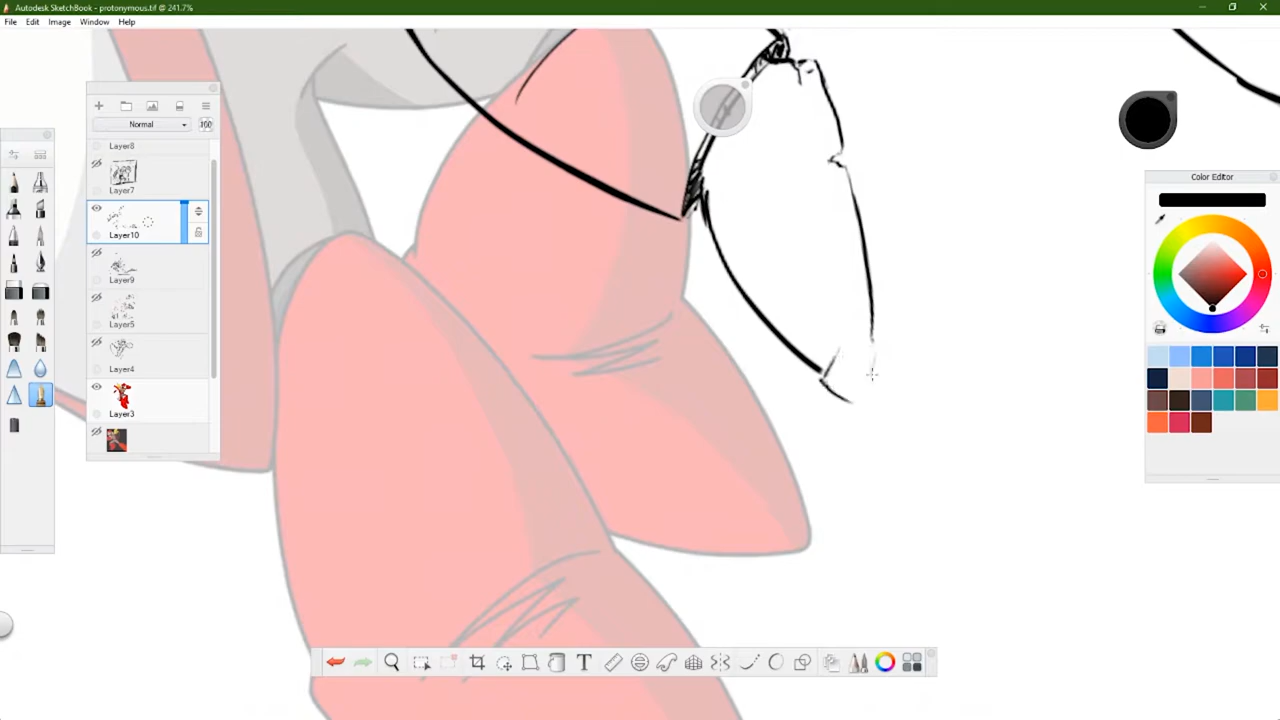 Autodesk SketchBook - protonymous.tif @ 241.7%
File Edit Image Window Help
Normal 100
Layer8
Layer7
Layer10
Layer9
Layer5
Layer4
Layer3
Color Editor
T